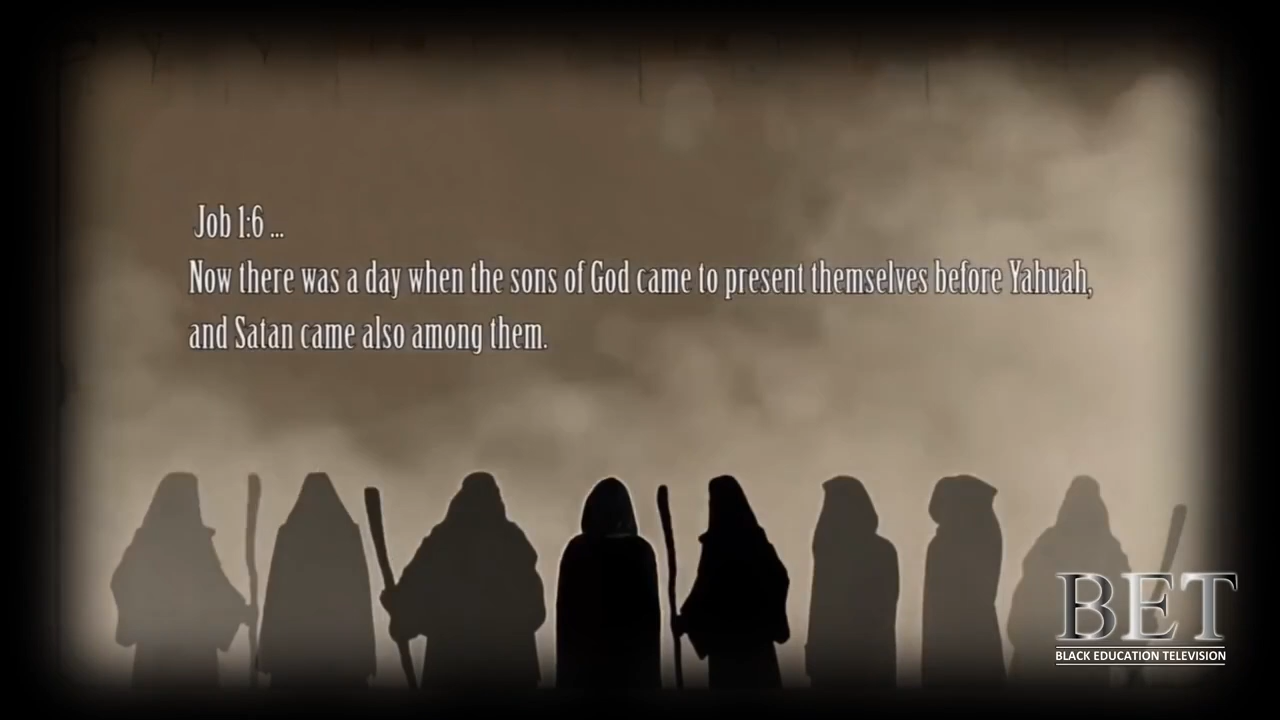 Job 1:6 ...
Now there was a day when the sons of God came to present themselves before Yahuah,
and Satan came also among them.
BET
BLACK EDUCATION TELEVISION